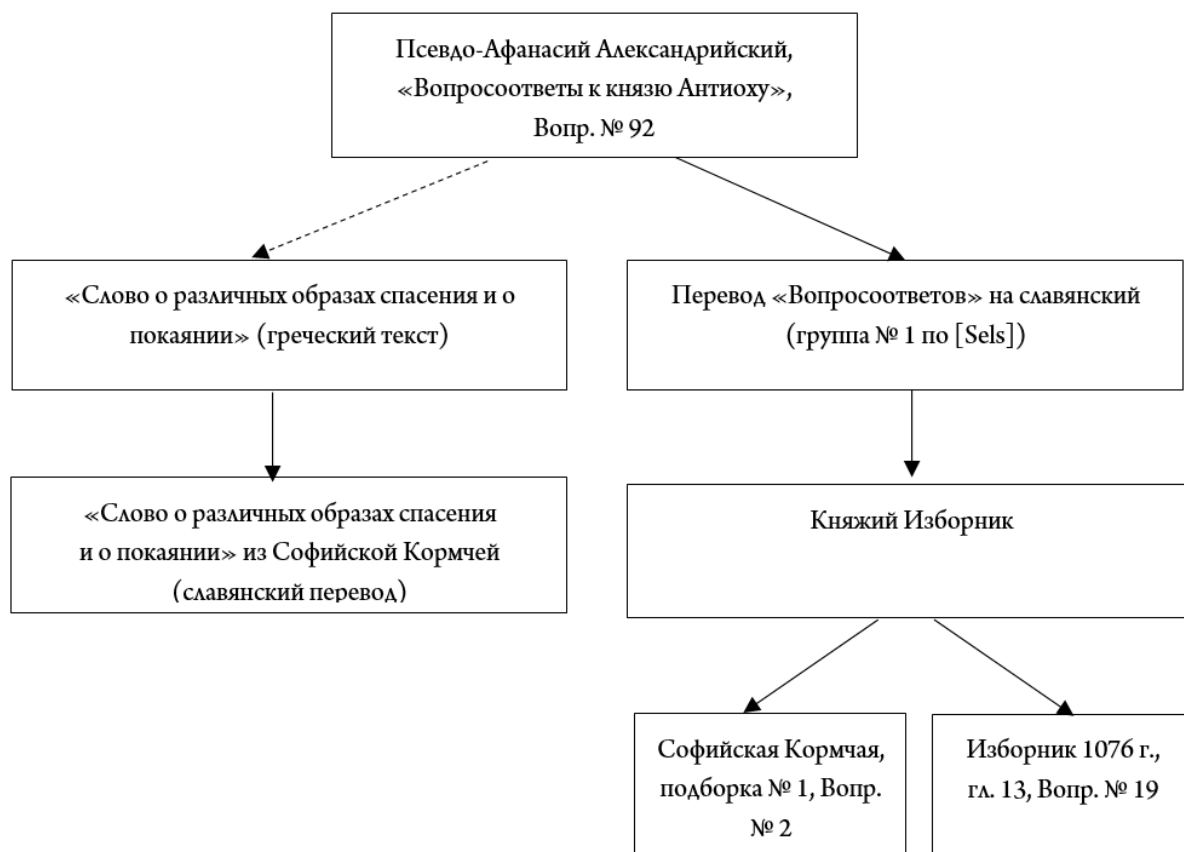 Псевдо-Афанасий Александрийский,
«Вопросоответы к князю Антиоху»,
Вопр. № 92
«Слово о различных образах спасения и о
покаянии» (греческий текст)
Перевод «Вопросоответов» на славянский
(группа № 1 по [Sels])
«Слово о различных образах спасения
и о покаянии» из Софийской Кормчей
(славянский перевод)
Княжий Изборник
Софийская Кормчая,
подборка № 1, Вопр.
№ 2
Изборник 1076 г.,
гл. 13, Вопр. № 19